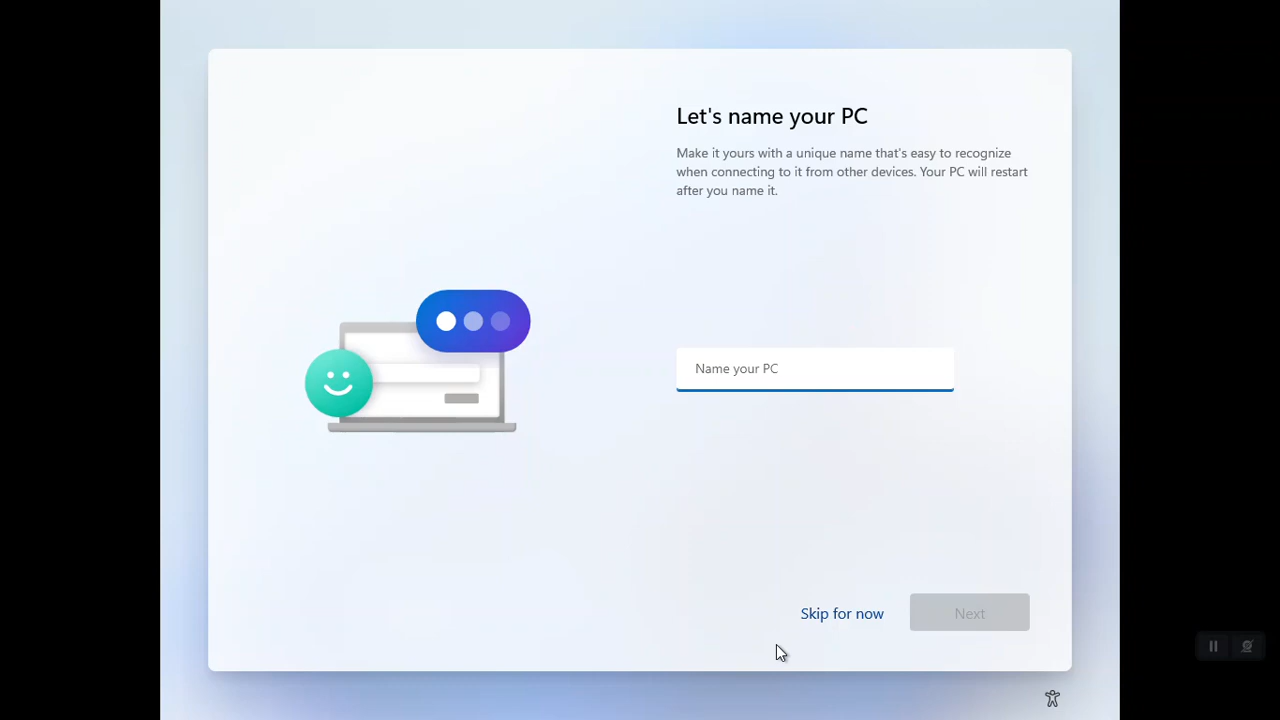 Let's name your PC
Make it yours with a unique name that's easy to recognize
when connecting to it from other devices. Your PC will restart
after you name it.
Name your PC
Skip for now
Next